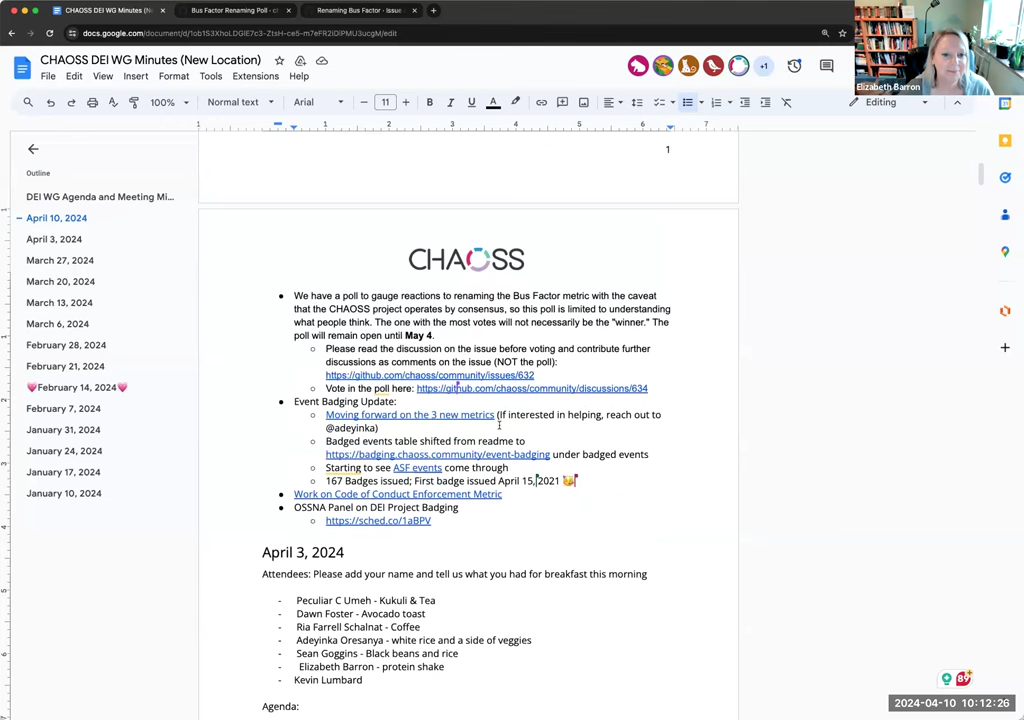 CHAOSS DEI WG Minutes (N
Bus Factor Renaming Poll · c
Renaming Bus Factor · Issue
docs.google.com/document/d/1ob1S3XhoLDGIE7c3-ZtsH-ce5-m7eFR2iDIPMU3ucgM/edit
CHAOSS DEI WG Minutes (New Location)
File Edit View Insert Format Tools Extensions Help
+1
100% Normal text Arial 11 Editing
Elizabeth Barron
1 1 2 3 4 5 6 7
Outline
DEI WG Agenda and Meeting Mi...
April 10, 2024
April 3, 2024
March 27, 2024
March 20, 2024
March 13, 2024
March 6, 2024
February 28, 2024
February 21, 2024
💗February 14, 2024💗
February 7, 2024
January 31, 2024
January 24, 2024
January 17, 2024
January 10, 2024
1
CHAOSS
● We have a poll to gauge reactions to renaming the Bus Factor metric with the caveat
that the CHAOSS project operates by consensus, so this poll is limited to understanding
what people think. The one with the most votes will not necessarily be the "winner." The
poll will remain open until May 4.
○ Please read the discussion on the issue before voting and contribute further
discussions as comments on the issue (NOT the poll):
https://github.com/chaoss/community/issues/632
○ Vote in the poll here: https://github.com/chaoss/community/discussions/634
● Event Badging Update:
○ Moving forward on the 3 new metrics (If interested in helping, reach out to
@adeyinka)
○ Badged events table shifted from readme to
https://badging.chaoss.community/event-badging under badged events
○ Starting to see ASF events come through
○ 167 Badges issued; First badge issued April 15, 2021 🥳
● Work on Code of Conduct Enforcement Metric
● OSSNA Panel on DEI Project Badging
○ https://sched.co/1aBPV
April 3, 2024
Attendees: Please add your name and tell us what you had for breakfast this morning
- Peculiar C Umeh - Kukuli & Tea
- Dawn Foster - Avocado toast
- Ria Farrell Schalnat - Coffee
- Adeyinka Oresanya - white rice and a side of veggies
- Sean Goggins - Black beans and rice
- Elizabeth Barron - protein shake
- Kevin Lumbard
Agenda:
89
2024-04-10 10:12:26